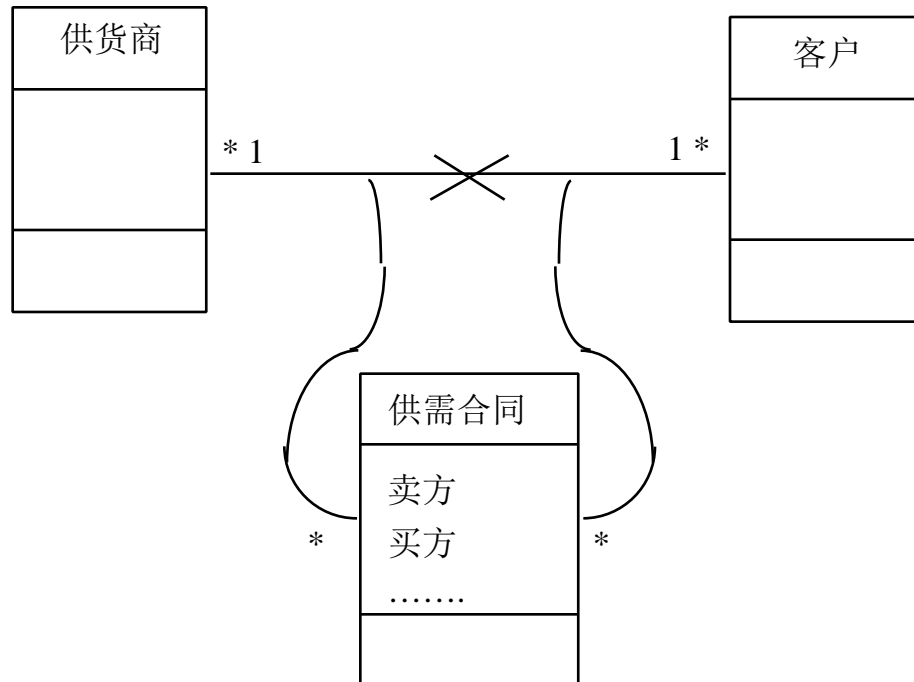 供货商
客户
* 1
1 *
供需合同
卖方
买方
.......
*
*